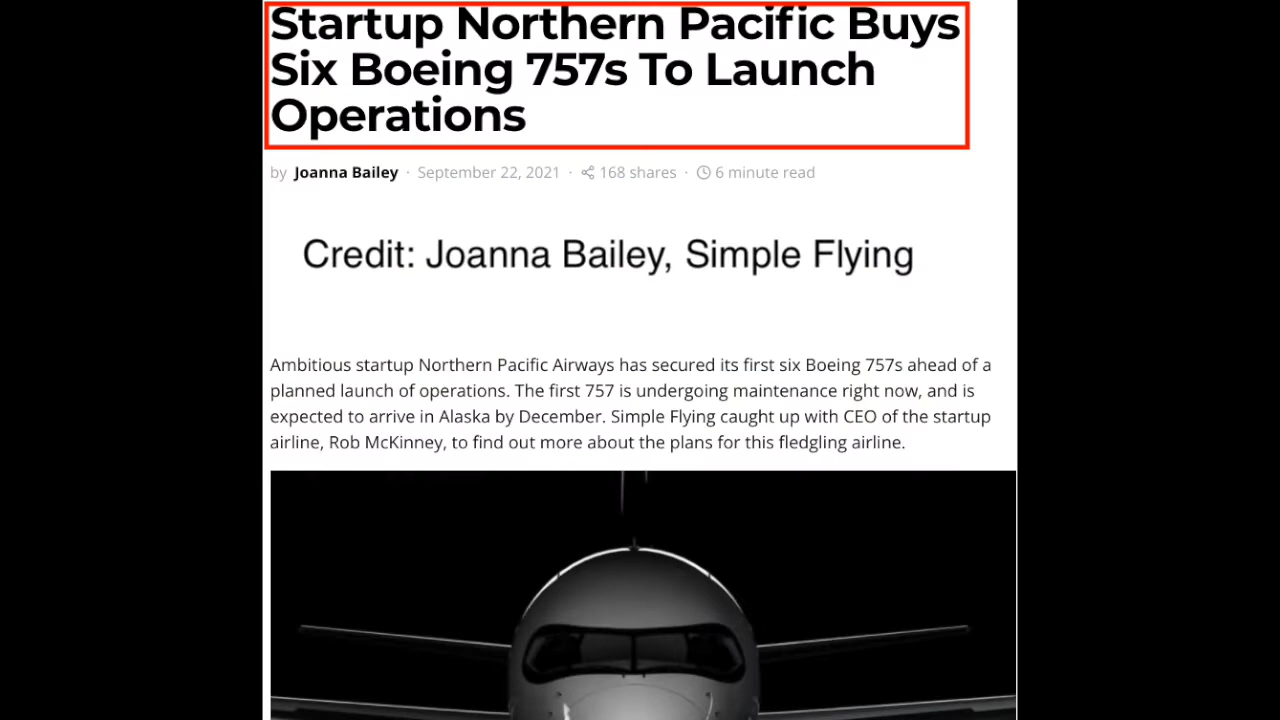 Startup Northern Pacific Buys
Six Boeing 757s To Launch
Operations
by Joanna Bailey · September 22, 2021 · 168 shares · 6 minute read
Credit: Joanna Bailey, Simple Flying
Ambitious startup Northern Pacific Airways has secured its first six Boeing 757s ahead of a
planned launch of operations. The first 757 is undergoing maintenance right now, and is
expected to arrive in Alaska by December. Simple Flying caught up with CEO of the startup
airline, Rob McKinney, to find out more about the plans for this fledgling airline.